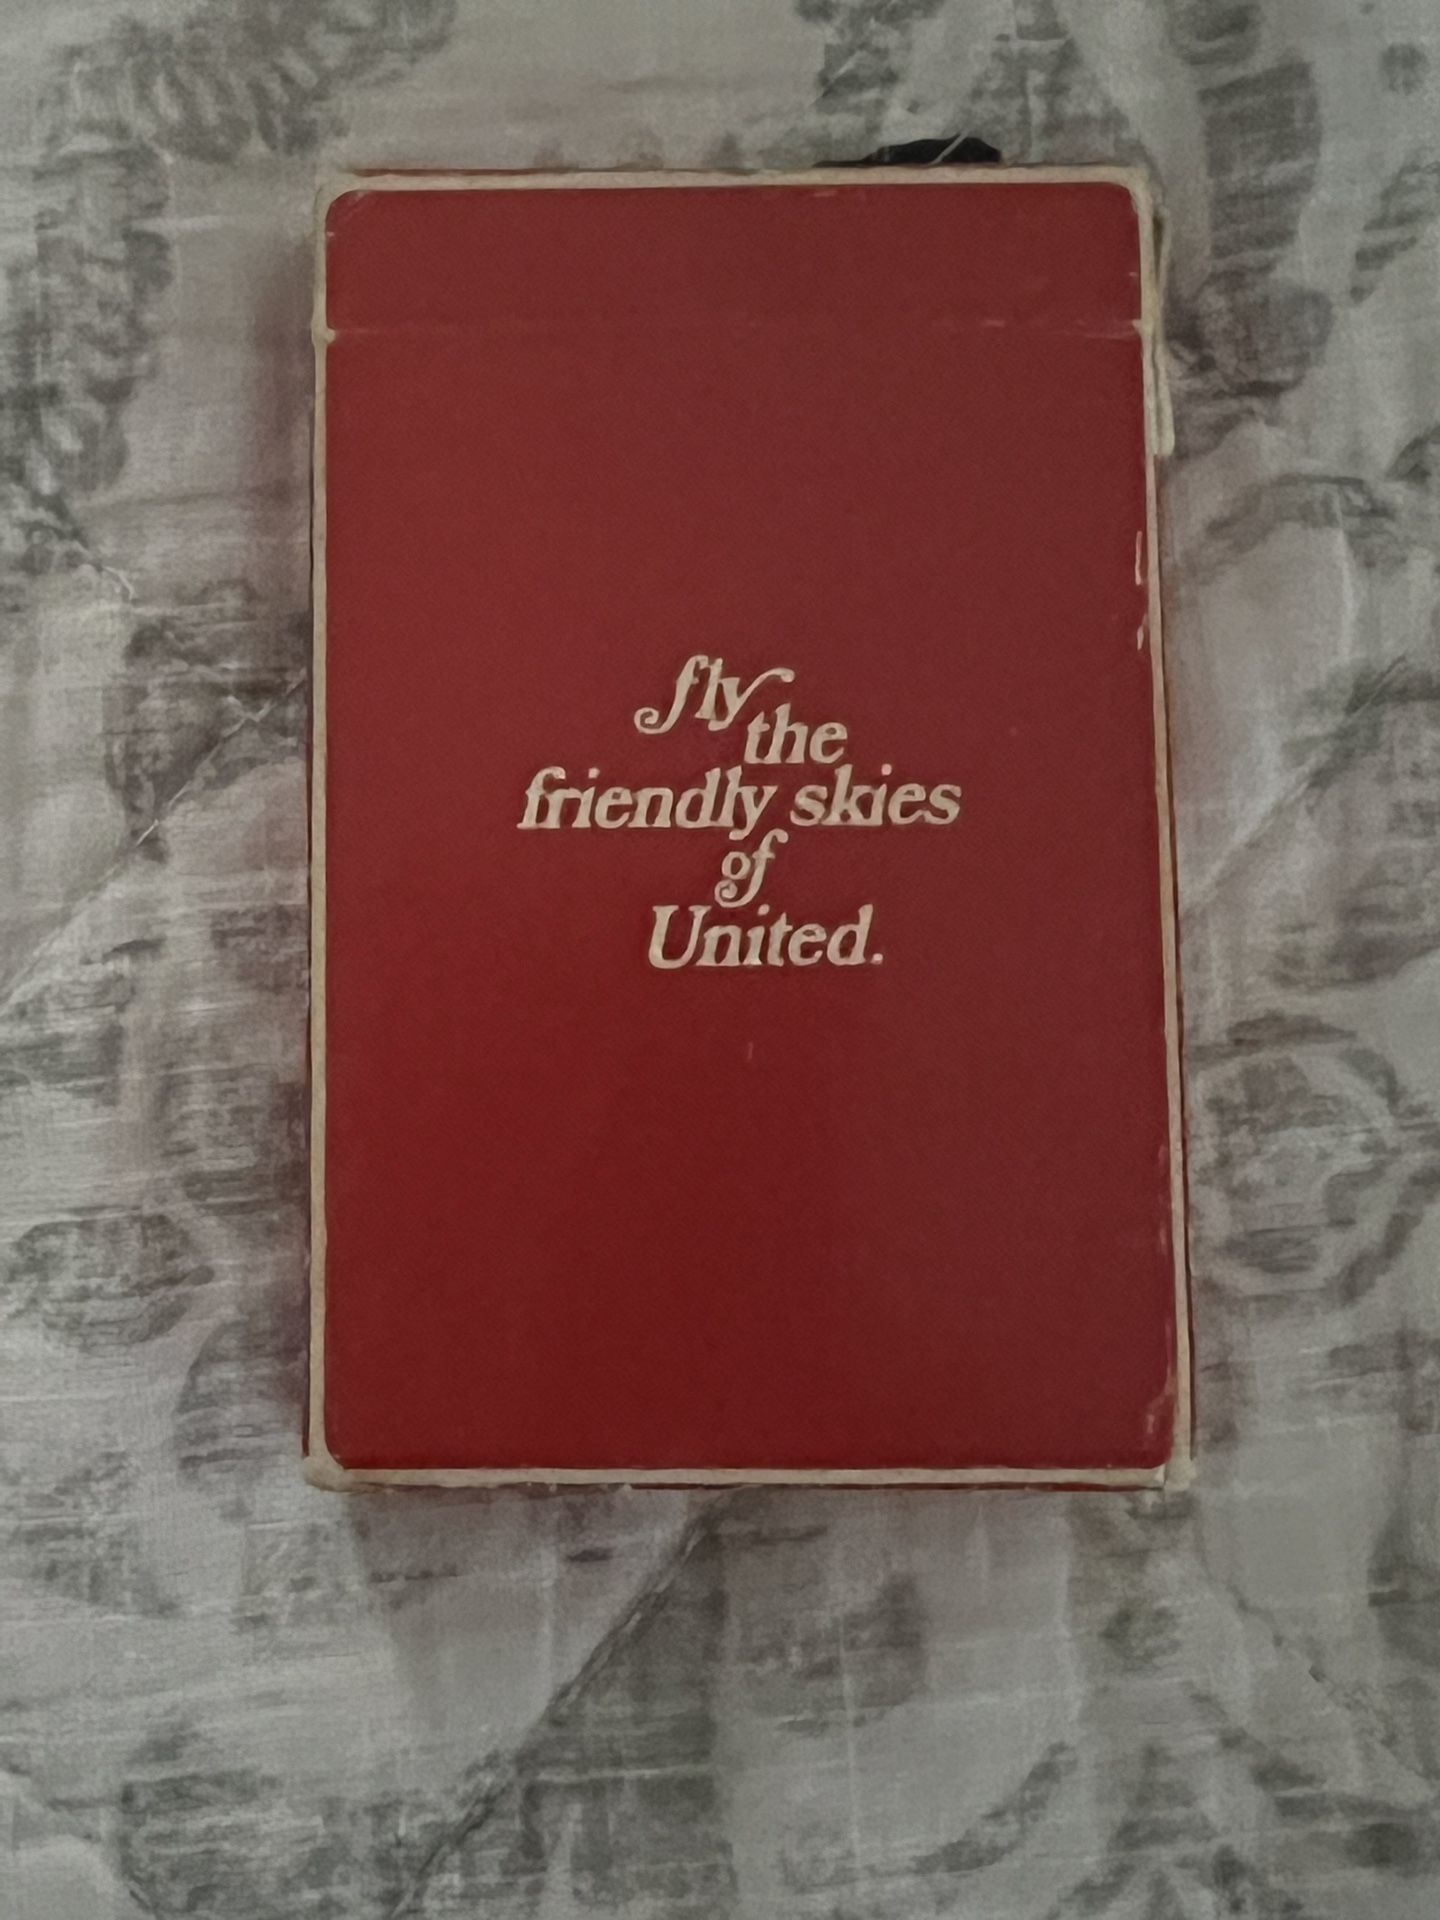 fly
the
friendly skies
of
United.